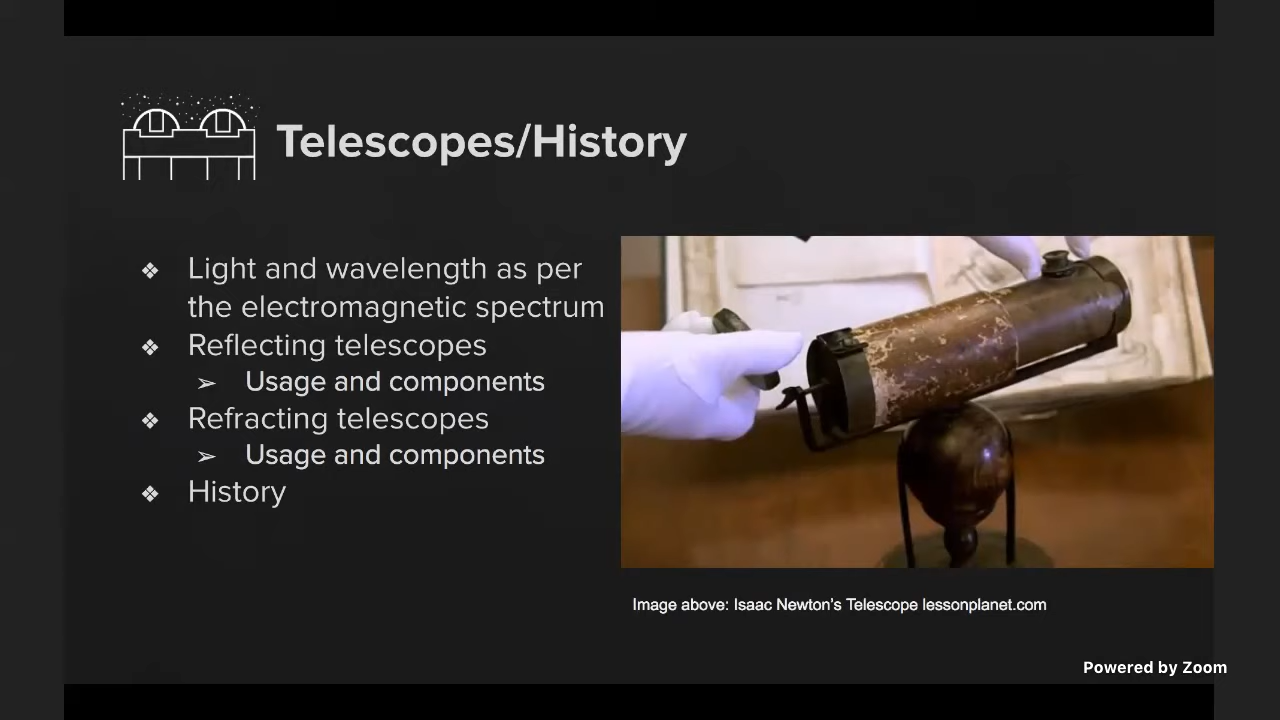 Telescopes/History
❖ Light and wavelength as per
the electromagnetic spectrum
❖ Reflecting telescopes
➢ Usage and components
❖ Refracting telescopes
➢ Usage and components
❖ History
Image above: Isaac Newton's Telescope lessonplanet.com
Powered by Zoom